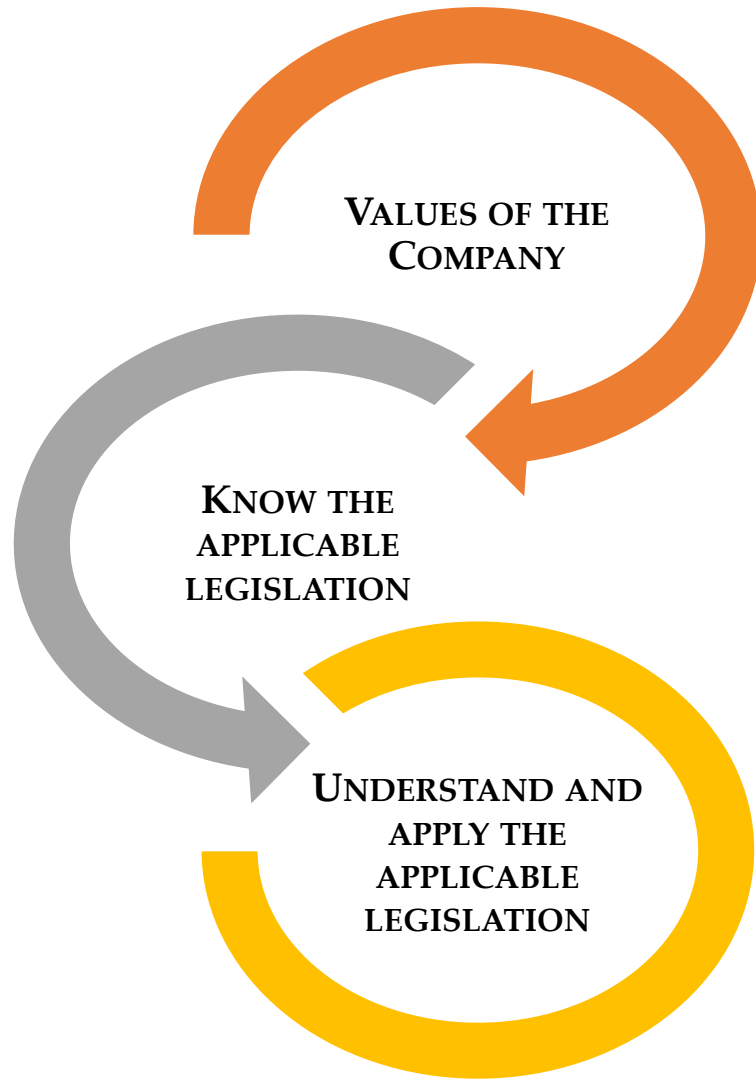 VALUES OF THE
COMPANY
KNOW THE
APPLICABLE
LEGISLATION
UNDERSTAND AND
APPLY THE
APPLICABLE
LEGISLATION